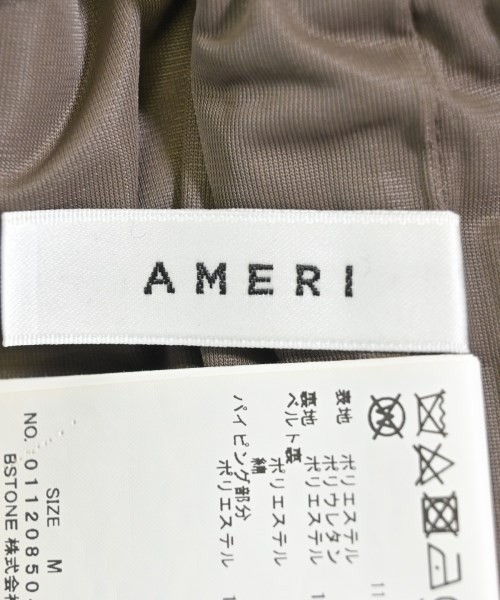 AMERI
表地 ポリエステル
ポリウレタン
裏地 ポリエステル
ベルト裏
ポリエステル
綿
パイピング部分
ポリエステル
SIZE M
NO. 01120850
BSTONE 株式会社